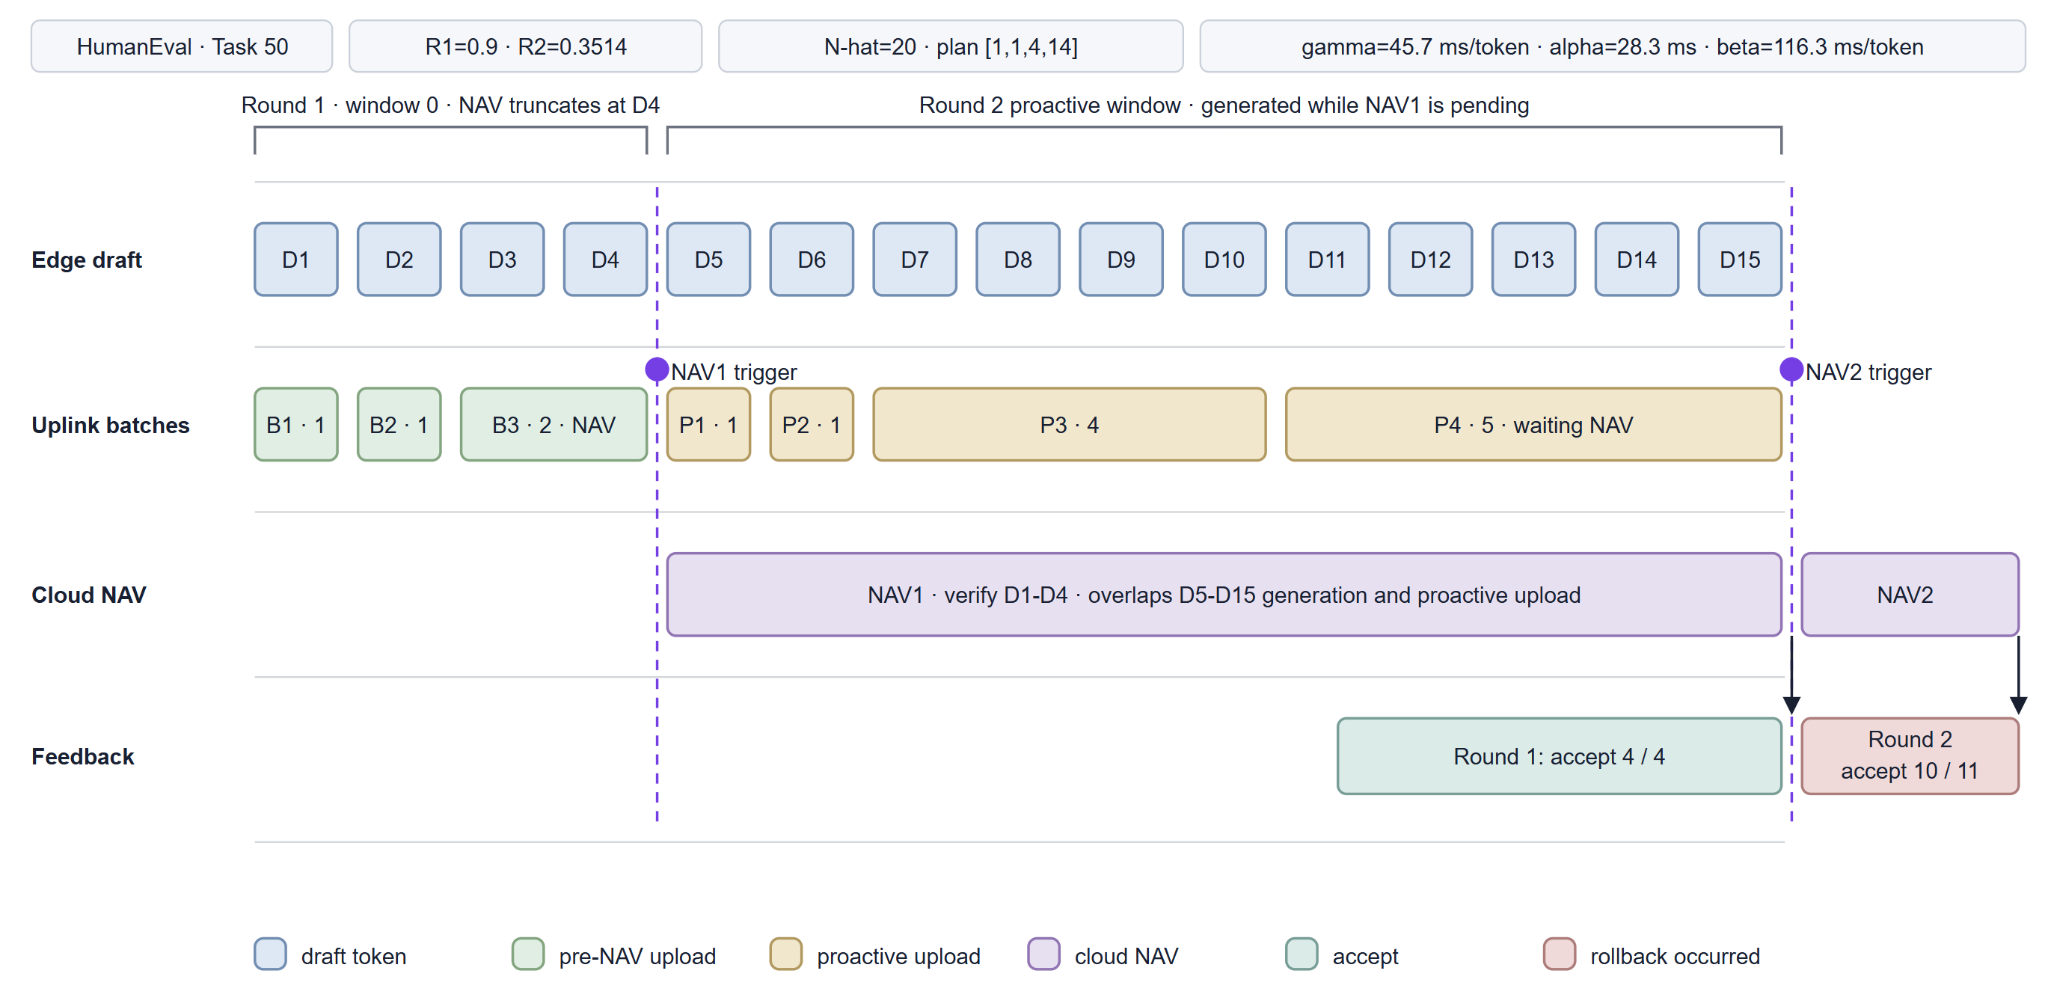 HumanEval · Task 50
R1=0.9 · R2=0.3514
N-hat=20 · plan [1,1,4,14]
gamma=45.7 ms/token · alpha=28.3 ms · beta=116.3 ms/token
Round 1 · window 0 · NAV truncates at D4
Round 2 proactive window · generated while NAV1 is pending
Edge draft
D1
D2
D3
D4
D5
D6
D7
D8
D9
D10
D11
D12
D13
D14
D15
NAV1 trigger
NAV2 trigger
Uplink batches
B1 · 1
B2 · 1
B3 · 2 · NAV
P1 · 1
P2 · 1
P3 · 4
P4 · 5 · waiting NAV
Cloud NAV
NAV1 · verify D1-D4 · overlaps D5-D15 generation and proactive upload
NAV2
Feedback
Round 1: accept 4 / 4
Round 2
accept 10 / 11
draft token
pre-NAV upload
proactive upload
cloud NAV
accept
rollback occurred